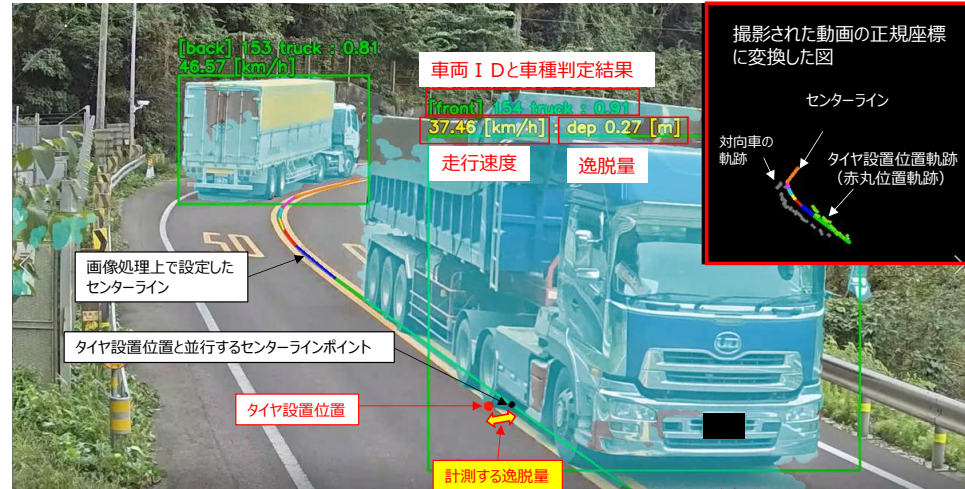 [back] 153 truck : 0.81
46.57 [km/h]
車両ＩＤと車種判定結果
[front] 154 truck : 0.91
37.46 [km/h] : dep 0.27 [m]
走行速度
逸脱量
撮影された動画の正規座標
に変換した図
センターライン
対向車の
軌跡
タイヤ設置位置軌跡
（赤丸位置軌跡）
50
画像処理上で設定した
センターライン
タイヤ設置位置と並行するセンターラインポイント
タイヤ設置位置
計測する逸脱量
UD